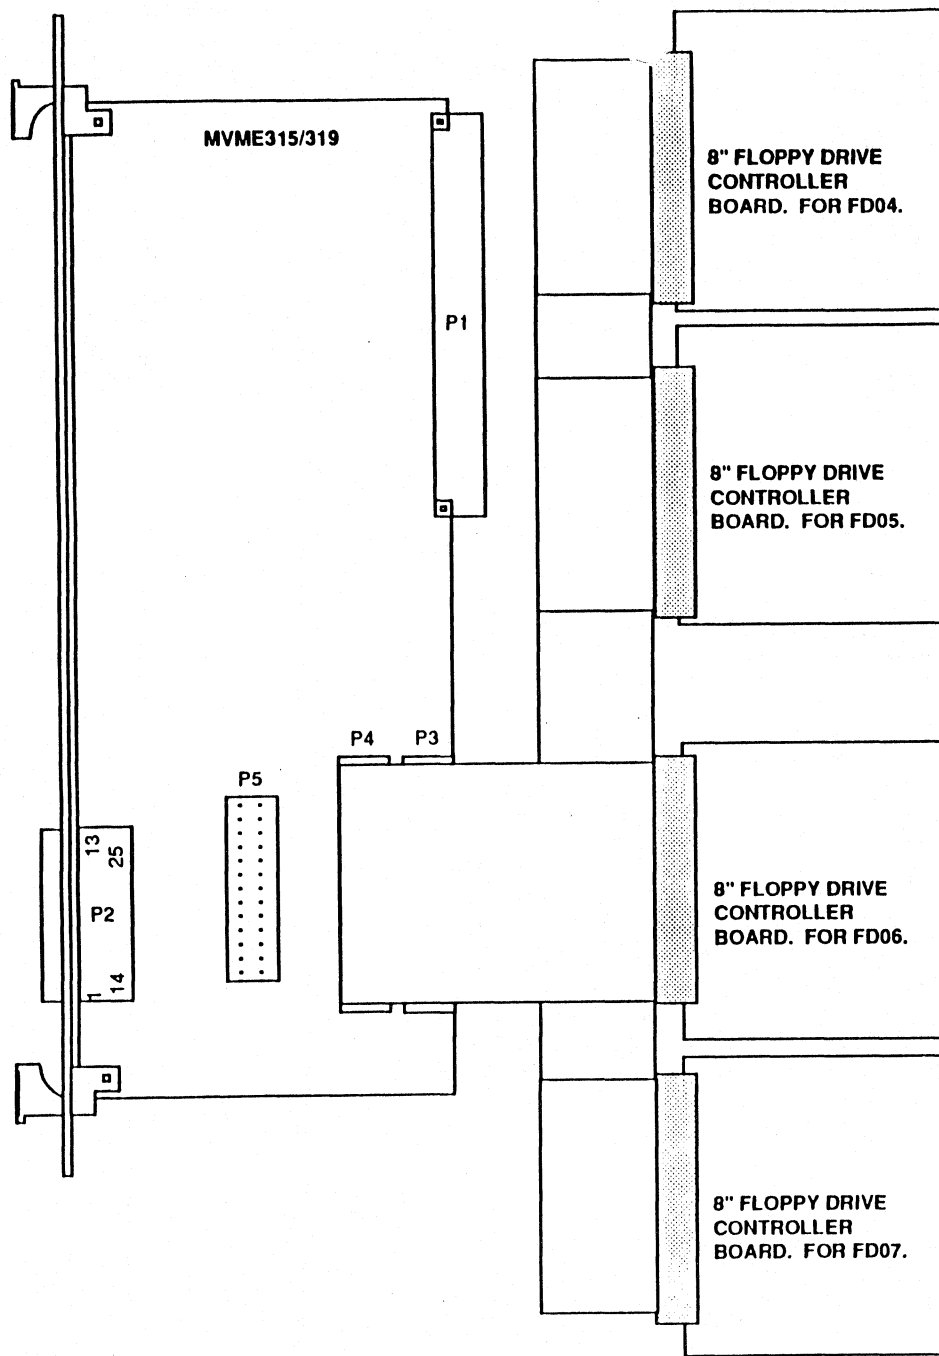 MVME315/319
8" FLOPPY DRIVE
CONTROLLER
BOARD. FOR FD04.
P1
8" FLOPPY DRIVE
CONTROLLER
BOARD. FOR FD05.
P4
P3
P5
13
25
P2
1
14
8" FLOPPY DRIVE
CONTROLLER
BOARD. FOR FD06.
8" FLOPPY DRIVE
CONTROLLER
BOARD. FOR FD07.